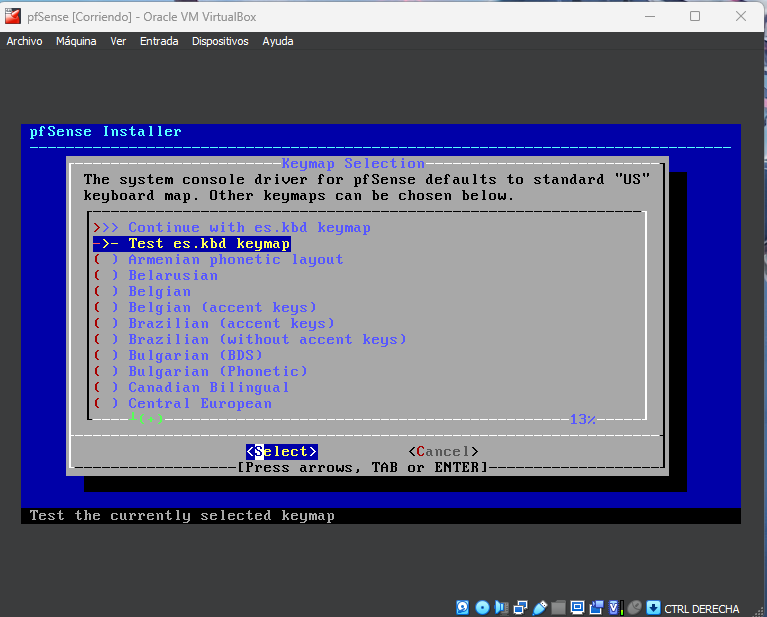 pfSense [Corriendo] - Oracle VM VirtualBox
Archivo Máquina Ver Entrada Dispositivos Ayuda
pfSense Installer
Keymap Selection
The system console driver for pfSense defaults to standard "US"
keyboard map. Other keymaps can be chosen below.
>>> Continue with es.kbd keymap
->- Test es.kbd keymap
( ) Armenian phonetic layout
( ) Belarusian
( ) Belgian
( ) Belgian (accent keys)
( ) Brazilian (accent keys)
( ) Brazilian (without accent keys)
( ) Bulgarian (BDS)
( ) Bulgarian (Phonetic)
( ) Canadian Bilingual
( ) Central European
└(+) 13%
<Select> <Cancel>
[Press arrows, TAB or ENTER]
Test the currently selected keymap
CTRL DERECHA